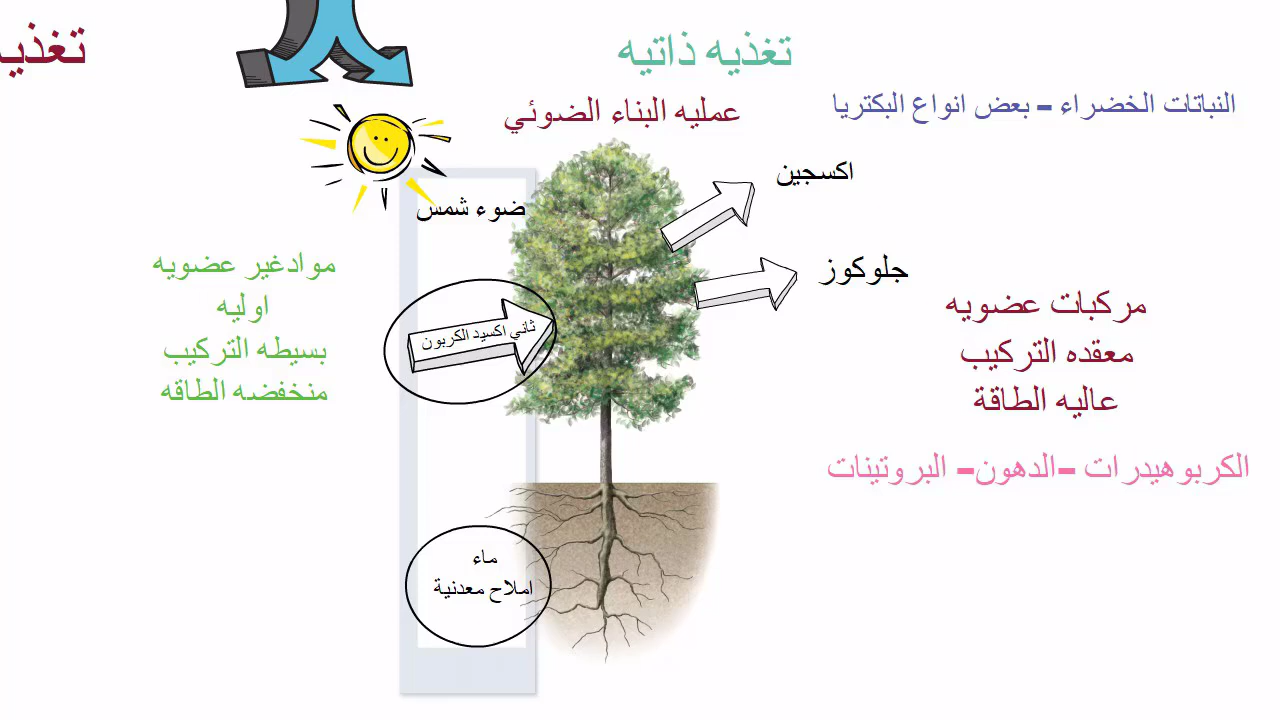 تغذيه ذاتيه
النباتات الخضراء – بعض انواع البكتريا
عمليه البناء الضوئي
اكسجين
ضوء شمس
جلوكوز
موادغير عضويه
اوليه
بسيطه التركيب
منخفضه الطاقه
ثاني اكسيد الكربون
مركبات عضويه
معقده التركيب
عاليه الطاقة
الكربوهيدرات –الدهون– البروتينات
ماء
املاح معدنية